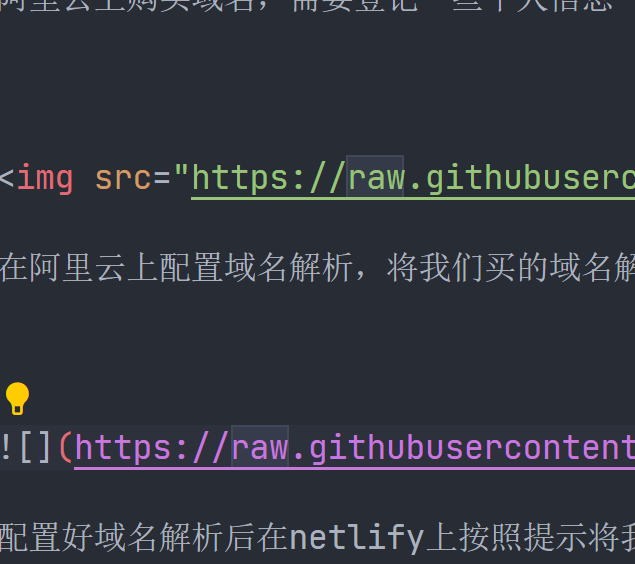 阿里云上购买域名，需要登记一些个人信息
<img src="https://raw.githubuserc
在阿里云上配置域名解析，将我们买的域名解
![](https://raw.githubusercontent
配置好域名解析后在netlify上按照提示将我